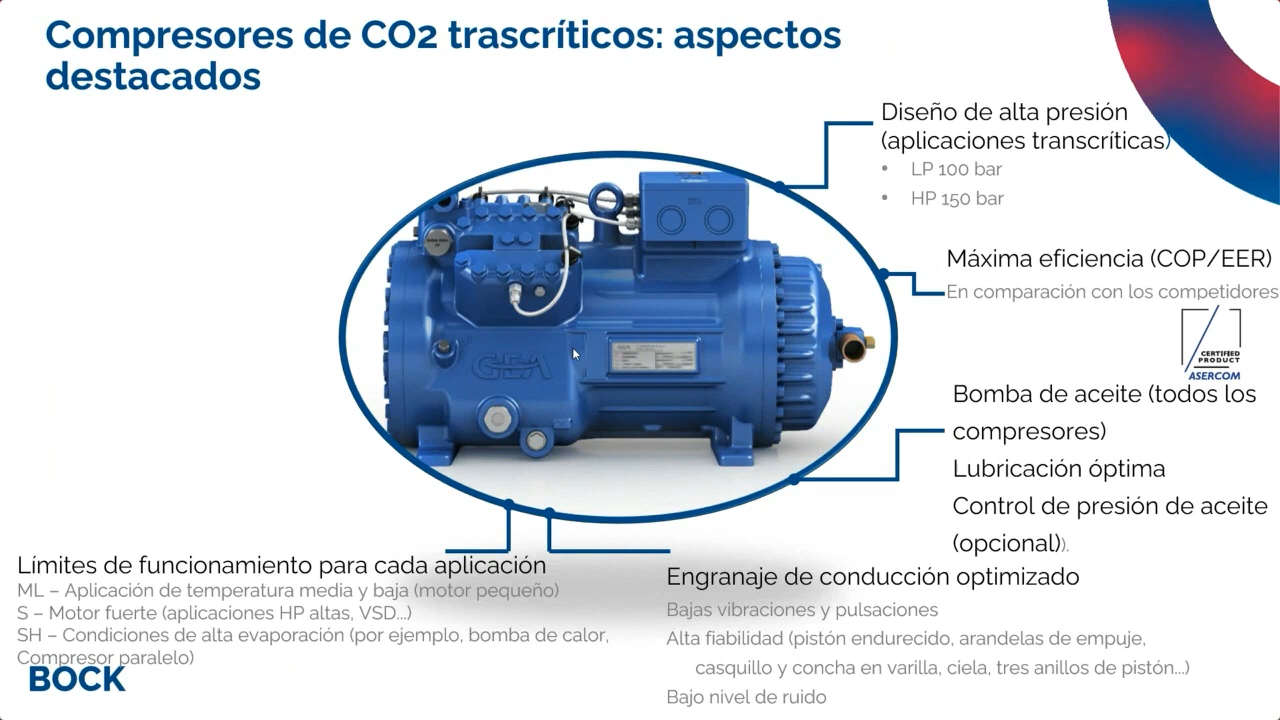 Compresores de CO2 trascríticos: aspectos
destacados
Diseño de alta presión
(aplicaciones transcríticas)
• LP 100 bar
• HP 150 bar
Máxima eficiencia (COP/EER)
En comparación con los competidores
CERTIFIED
PRODUCT
ASERCOM
GEA
GEA
Bomba de aceite (todos los
compresores)
Lubricación óptima
Control de presión de aceite
(opcional)).
Límites de funcionamiento para cada aplicación
ML – Aplicación de temperatura media y baja (motor pequeño)
S – Motor fuerte (aplicaciones HP altas, VSD...)
SH – Condiciones de alta evaporación (por ejemplo, bomba de calor,
Compresor paralelo)
BOCK
Engranaje de conducción optimizado
Bajas vibraciones y pulsaciones
Alta fiabilidad (pistón endurecido, arandelas de empuje,
casquillo y concha en varilla, ciela, tres anillos de pistón...)
Bajo nivel de ruido